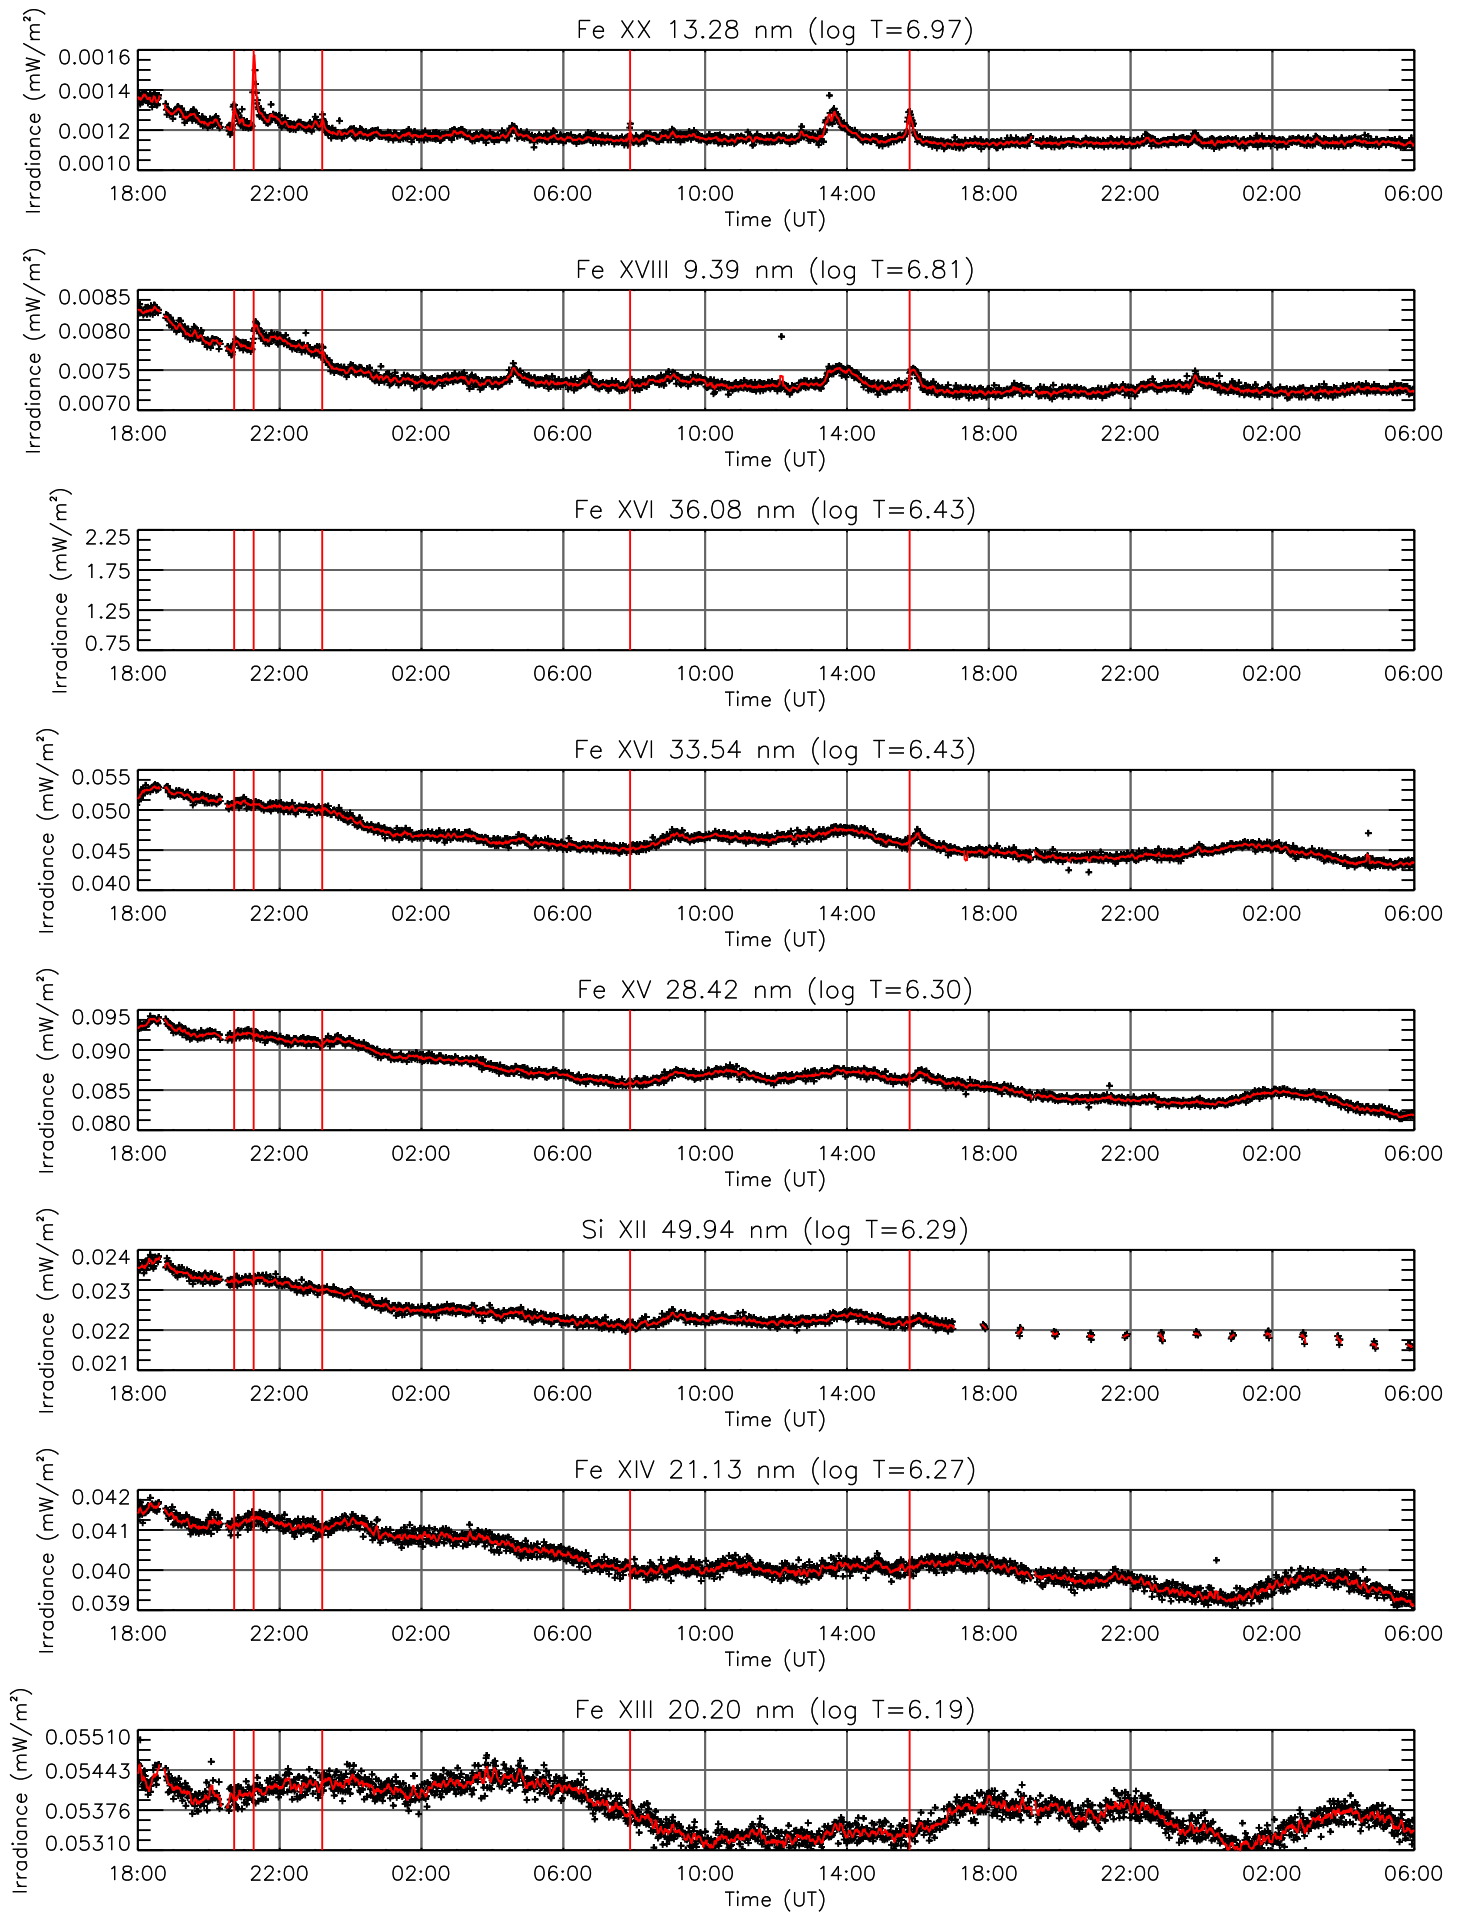 Fe XX 13.28 nm (log T=6.97)
Irradiance (mW/m²)
0.0016
0.0014
0.0012
0.0010
18:00 22:00 02:00 06:00 10:00 14:00 18:00 22:00 02:00 06:00
Time (UT)
Fe XVIII 9.39 nm (log T=6.81)
Irradiance (mW/m²)
0.0085
0.0080
0.0075
0.0070
18:00 22:00 02:00 06:00 10:00 14:00 18:00 22:00 02:00 06:00
Time (UT)
Fe XVI 36.08 nm (log T=6.43)
Irradiance (mW/m²)
2.25
1.75
1.25
0.75
18:00 22:00 02:00 06:00 10:00 14:00 18:00 22:00 02:00 06:00
Time (UT)
Fe XVI 33.54 nm (log T=6.43)
Irradiance (mW/m²)
0.055
0.050
0.045
0.040
18:00 22:00 02:00 06:00 10:00 14:00 18:00 22:00 02:00 06:00
Time (UT)
Fe XV 28.42 nm (log T=6.30)
Irradiance (mW/m²)
0.095
0.090
0.085
0.080
18:00 22:00 02:00 06:00 10:00 14:00 18:00 22:00 02:00 06:00
Time (UT)
Si XII 49.94 nm (log T=6.29)
Irradiance (mW/m²)
0.024
0.023
0.022
0.021
18:00 22:00 02:00 06:00 10:00 14:00 18:00 22:00 02:00 06:00
Time (UT)
Fe XIV 21.13 nm (log T=6.27)
Irradiance (mW/m²)
0.042
0.041
0.040
0.039
18:00 22:00 02:00 06:00 10:00 14:00 18:00 22:00 02:00 06:00
Time (UT)
Fe XIII 20.20 nm (log T=6.19)
Irradiance (mW/m²)
0.05510
0.05443
0.05376
0.05310
18:00 22:00 02:00 06:00 10:00 14:00 18:00 22:00 02:00 06:00
Time (UT)